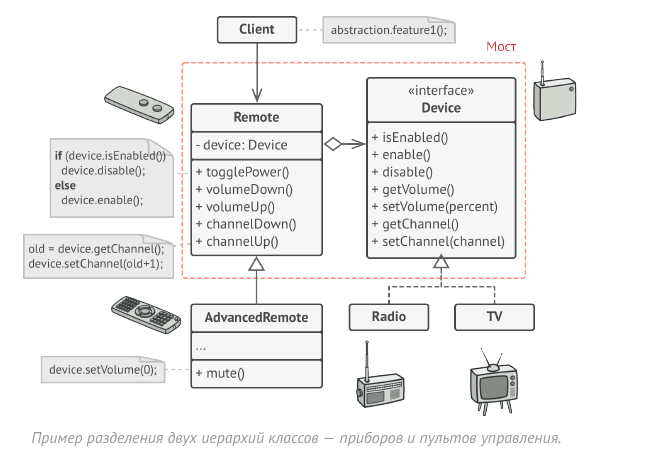 Client
abstraction.feature1();
Мост
Remote
- device: Device
+ togglePower()
+ volumeDown()
+ volumeUp()
+ channelDown()
+ channelUp()
«interface»
Device
+ isEnabled()
+ enable()
+ disable()
+ getVolume()
+ setVolume(percent)
+ getChannel()
+ setChannel(channel)
if (device.isEnabled())
device.disable();
else
device.enable();
old = device.getChannel();
device.setChannel(old+1);
AdvancedRemote
...
+ mute()
Radio
TV
device.setVolume(0);
Пример разделения двух иерархий классов — приборов и пультов управления.